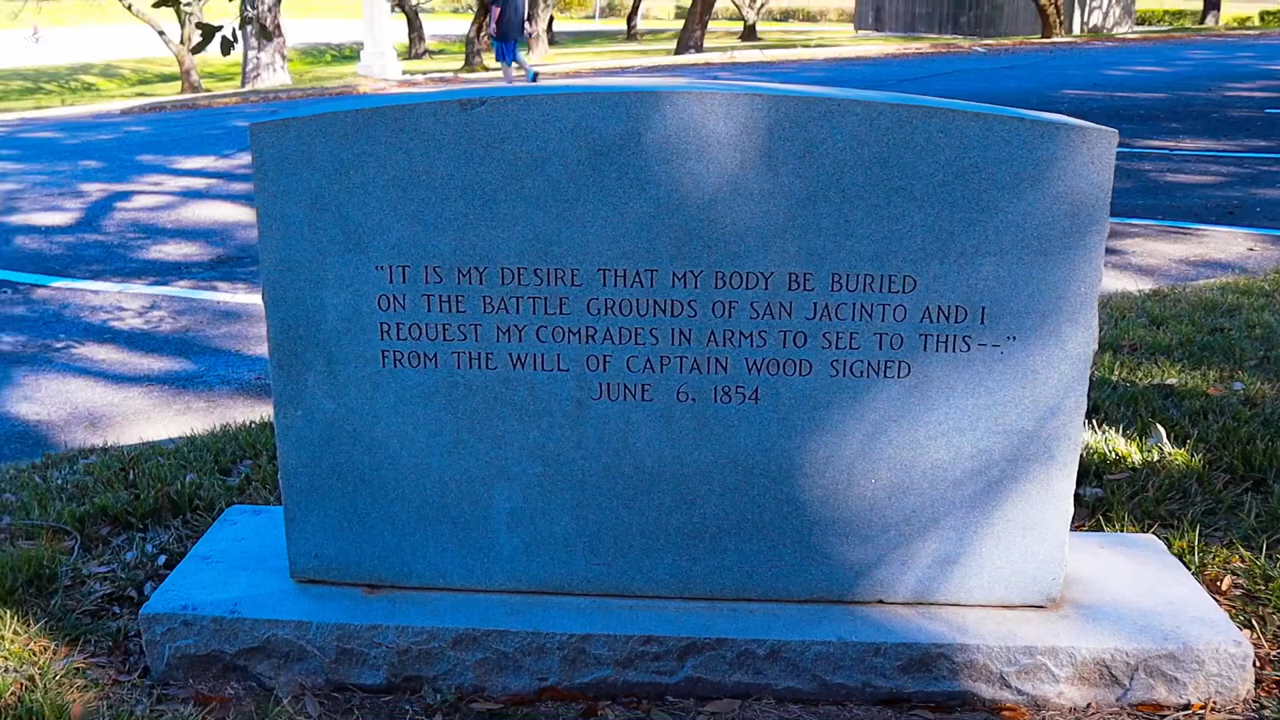 “IT IS MY DESIRE THAT MY BODY BE BURIED
ON THE BATTLE GROUNDS OF SAN JACINTO AND I
REQUEST MY COMRADES IN ARMS TO SEE TO THIS--.”
FROM THE WILL OF CAPTAIN WOOD SIGNED
JUNE 6, 1854